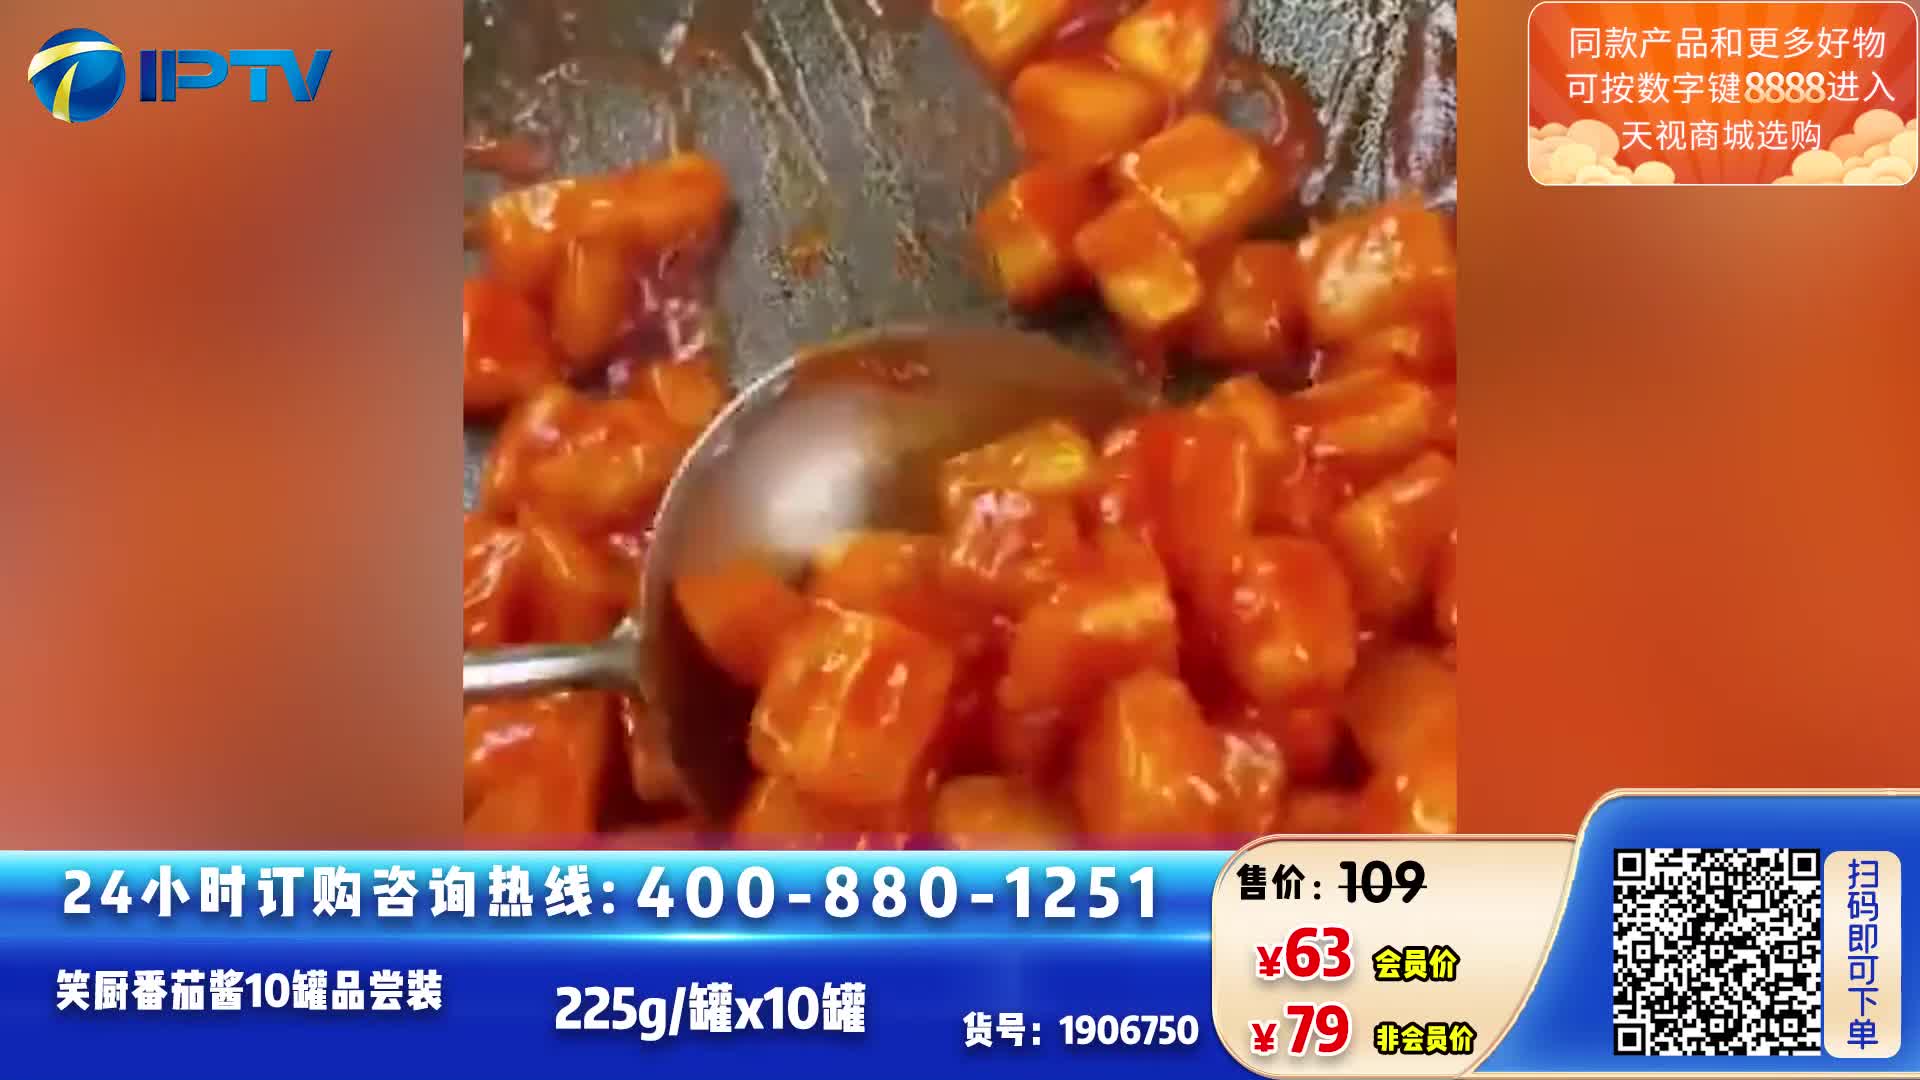 IPTV
同款产品和更多好物
可按数字键8888进入
天视商城选购
24小时订购咨询热线:400-880-1251
笑厨番茄酱10罐品尝装
225g/罐x10罐
货号：1906750
售价：109
¥63 会员价
¥79 非会员价
扫码即可下单